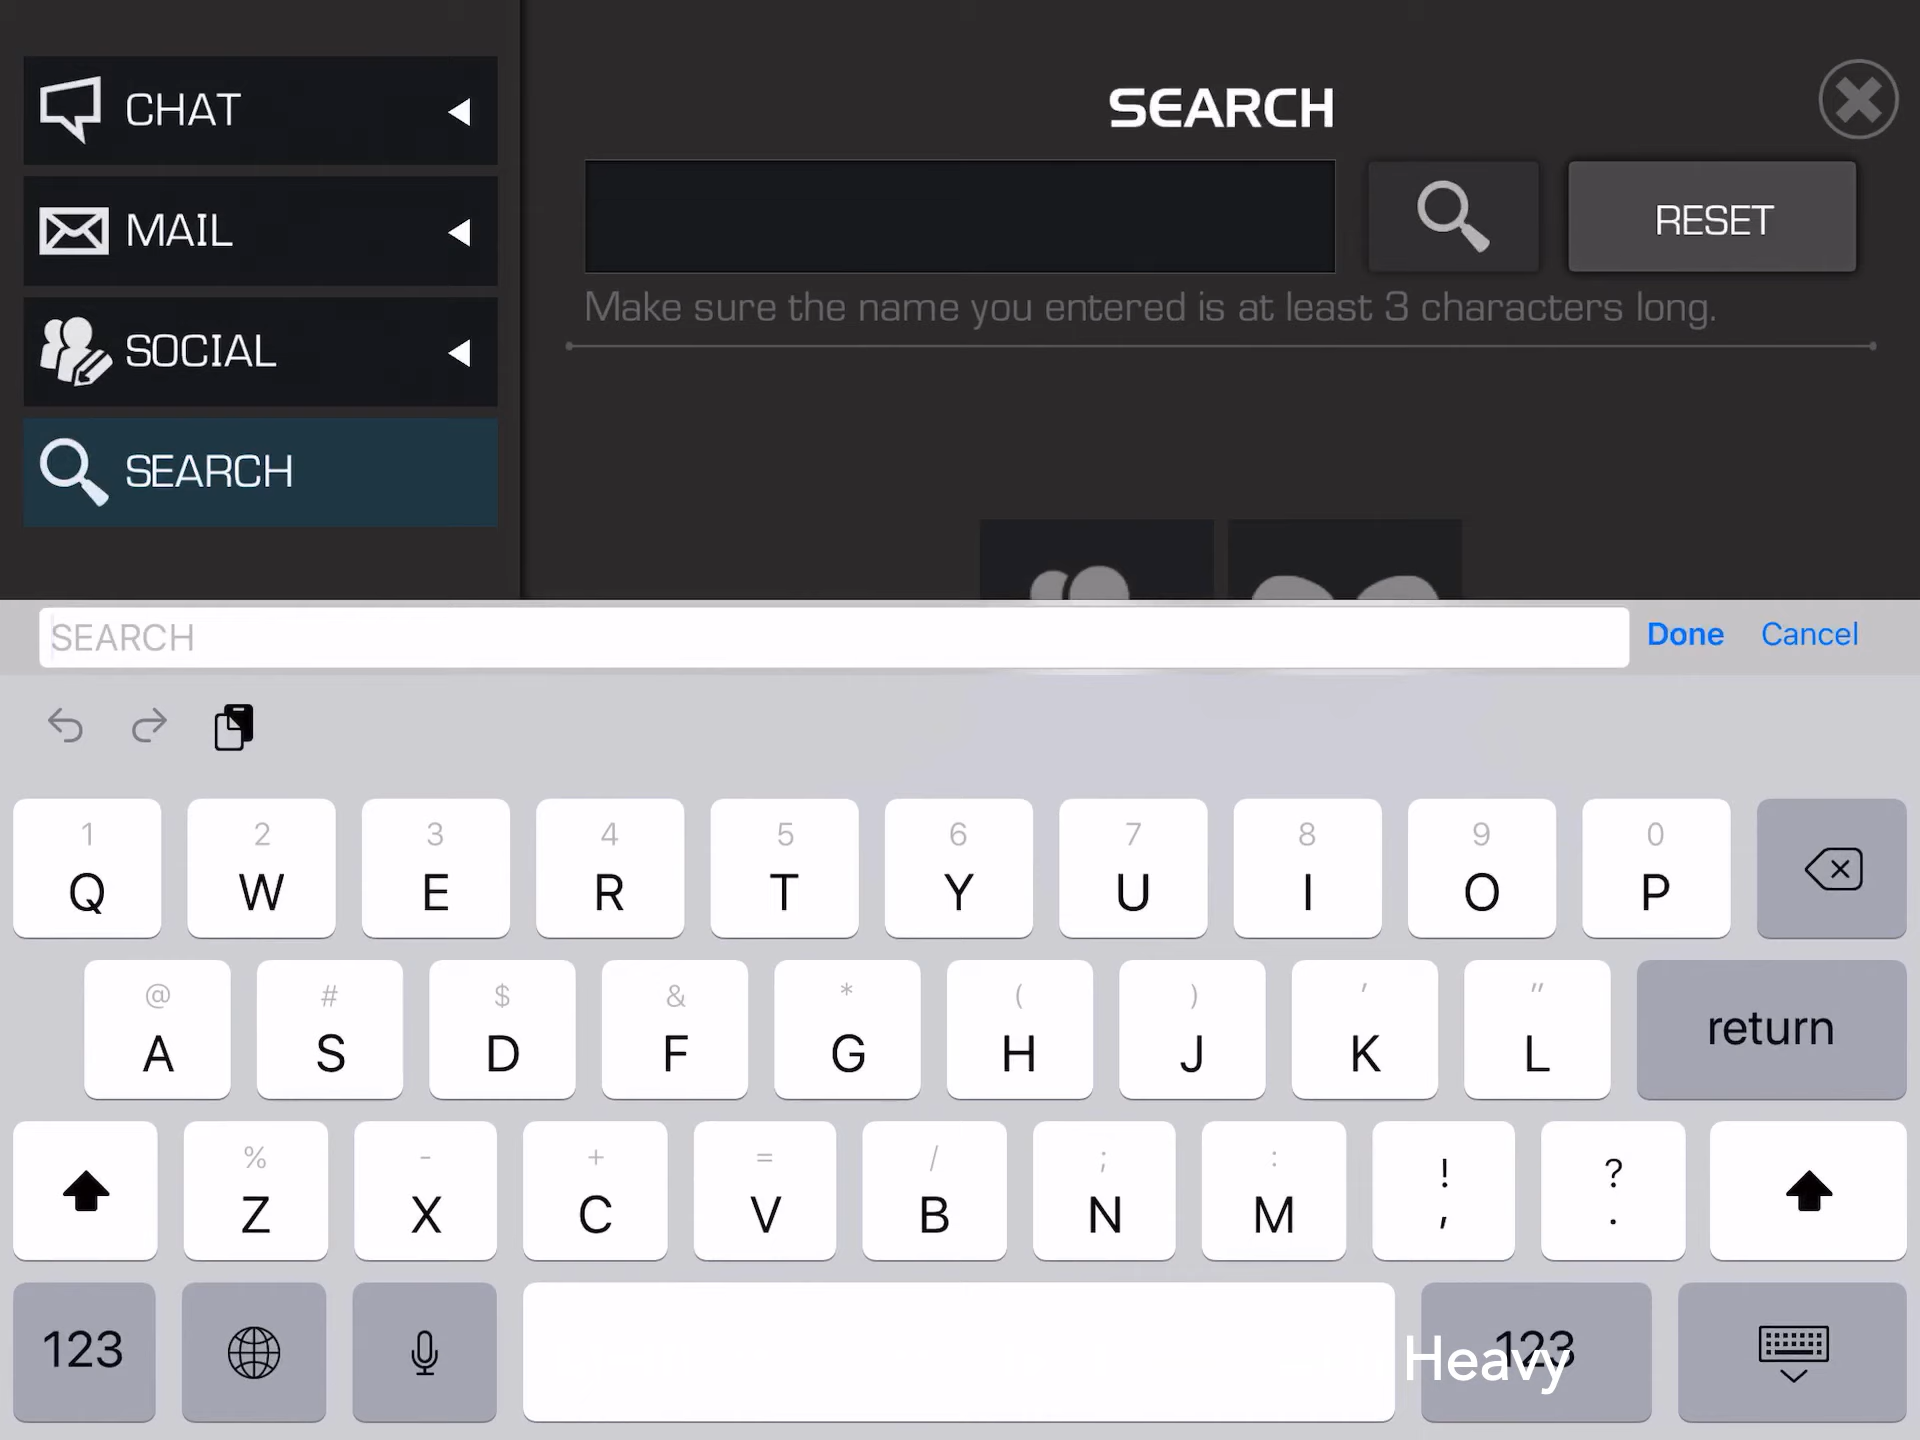 CHAT
MAIL
SOCIAL
SEARCH
SEARCH
RESET
Make sure the name you entered is at least 3 characters long.
SEARCH
Done
Cancel
1 2 3 4 5 6 7 8 9 0
Q W E R T Y U I O P
@ # $ & * ( ) ' "
A S D F G H J K L return
% - + = / ; : ! ?
Z X C V B N M , .
123 123
Heavy